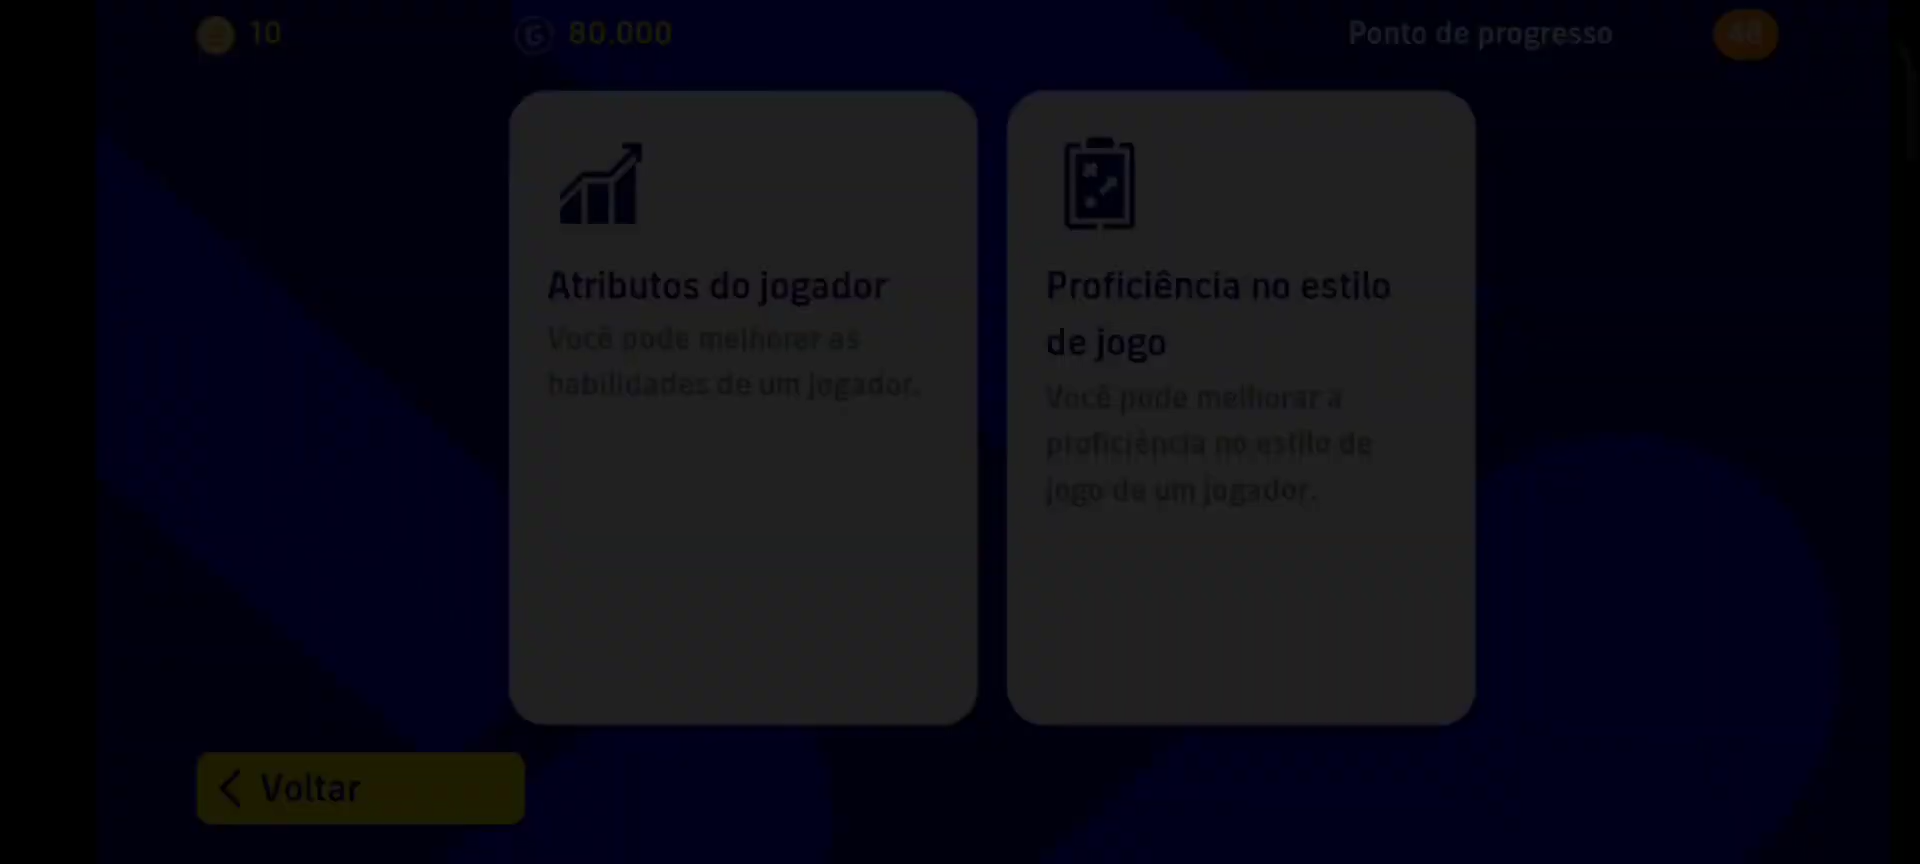 10
80.000
Ponto de progresso
48
Atributos do jogador
Você pode melhorar as
habilidades de um jogador.
Proficiência no estilo
de jogo
Você pode melhorar a
proficiência no estilo de
jogo de um jogador.
Voltar